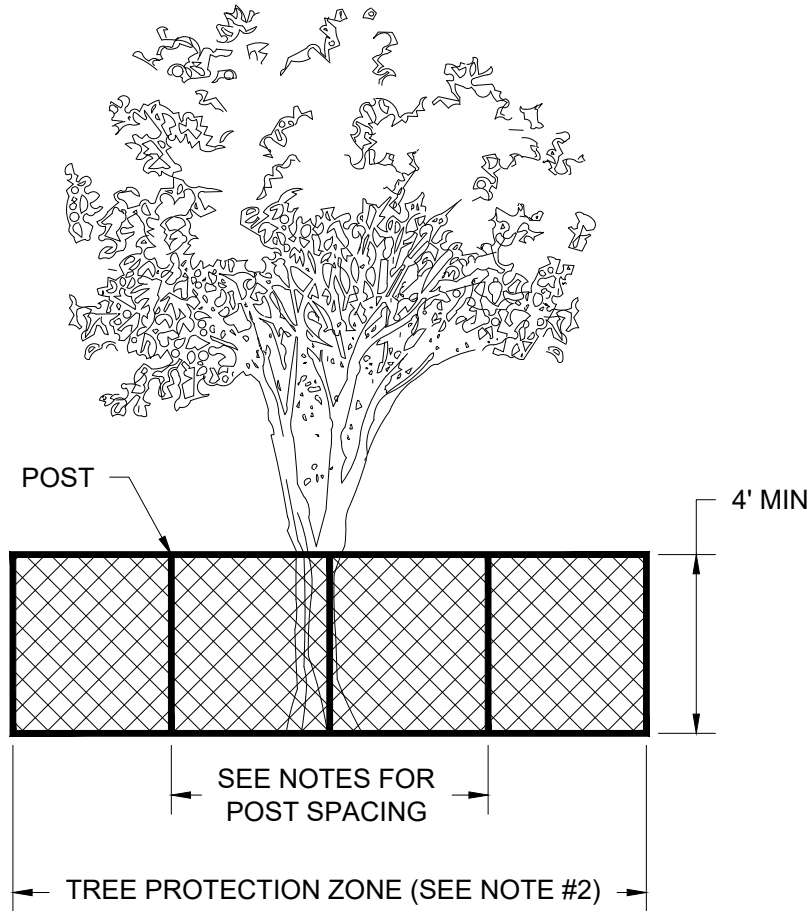 POST
4' MIN
SEE NOTES FOR
POST SPACING
TREE PROTECTION ZONE (SEE NOTE #2)